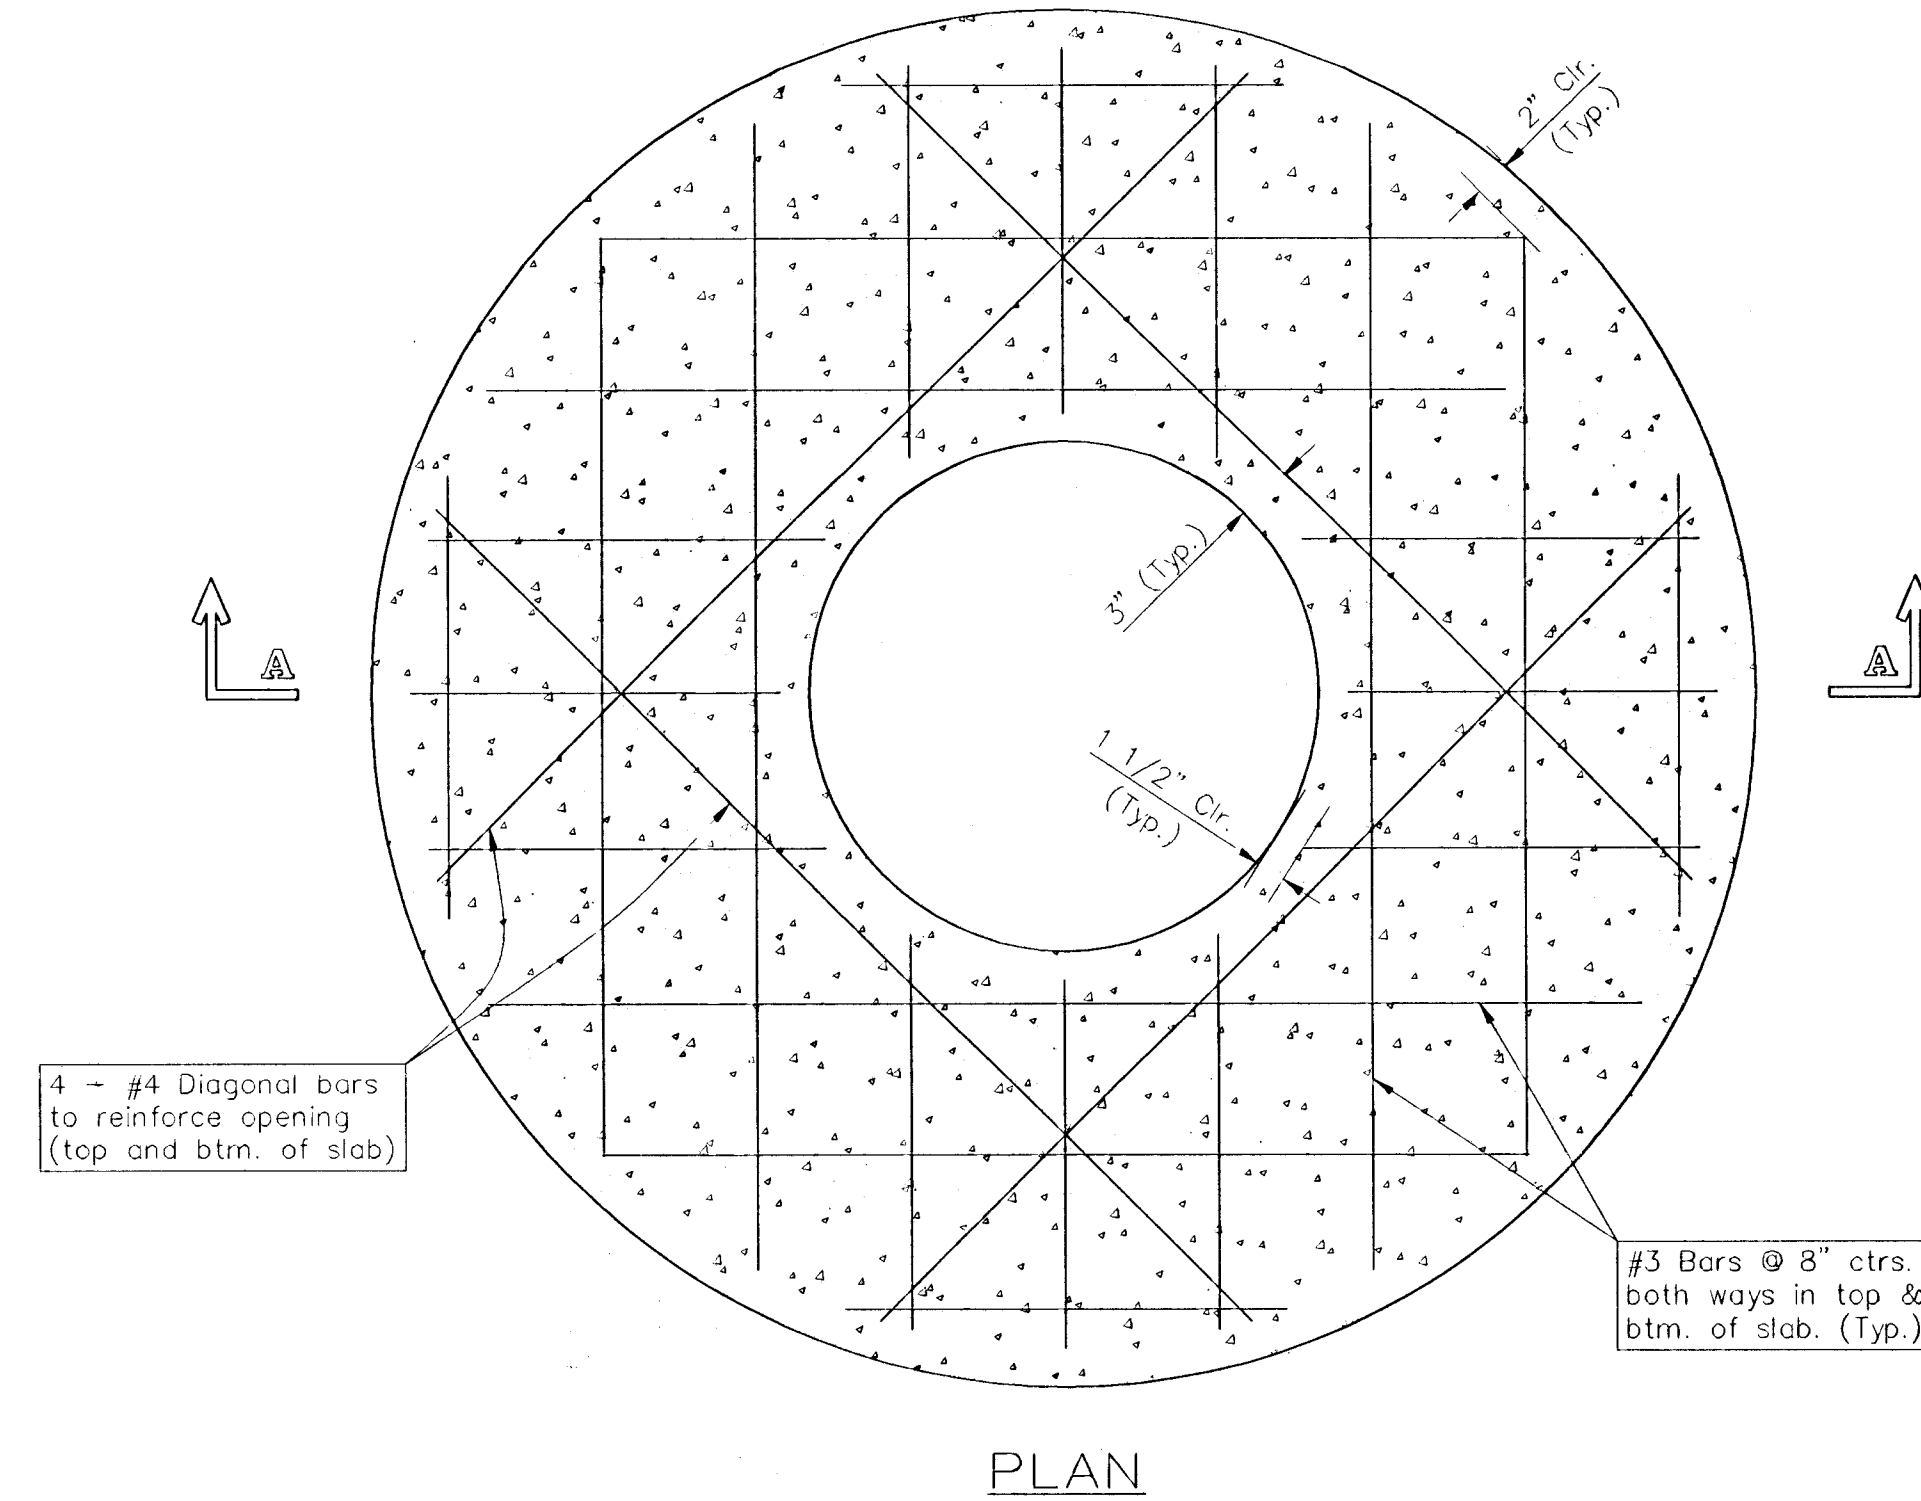 2" Clr.
(Typ.)
3" (Typ.)
A
A
1 1/2" Clr.
(Typ.)
4 - #4 Diagonal bars
to reinforce opening
(top and btm. of slab)
#3 Bars @ 8" ctrs.
both ways in top &
btm. of slab. (Typ.)
PLAN